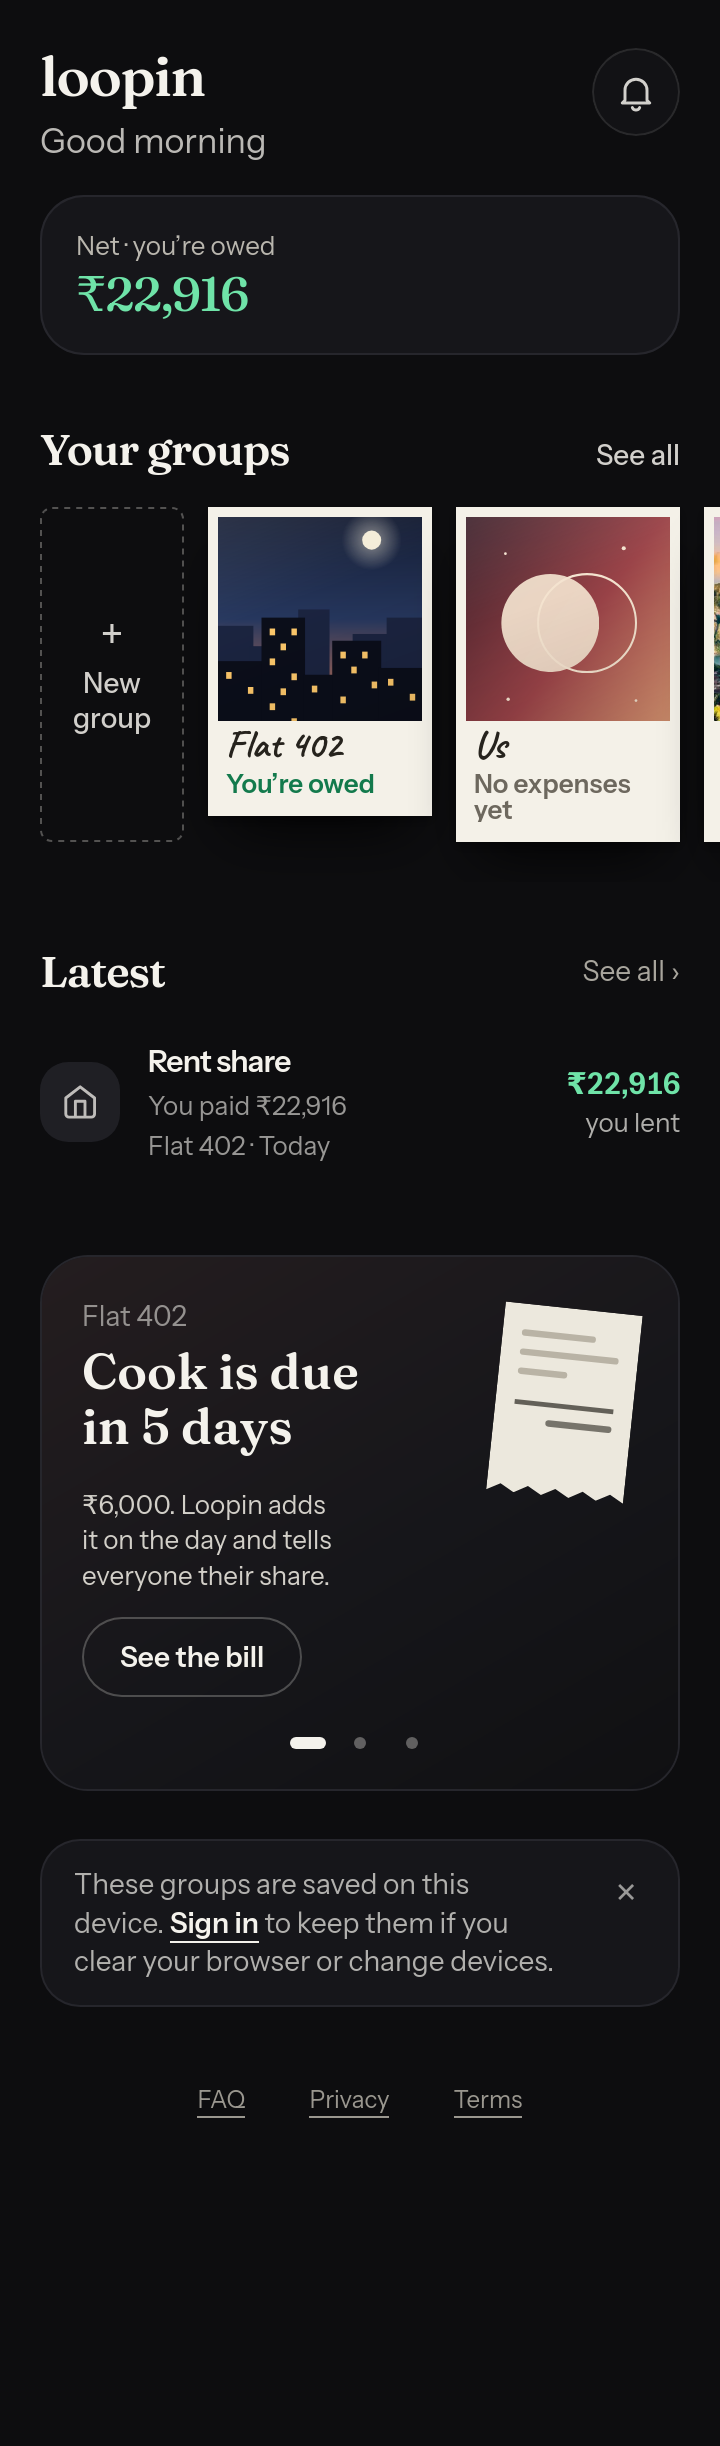 loopin
Good morning
Net · you’re owed
₹22,916
Your groups
See all
+
New
group
Flat 402
You’re owed
Us
No expenses
yet
Latest
See all ›
Rent share
You paid ₹22,916
Flat 402 · Today
₹22,916
you lent
Flat 402
Cook is due
in 5 days
₹6,000. Loopin adds
it on the day and tells
everyone their share.
See the bill
These groups are saved on this
device. Sign in to keep them if you
clear your browser or change devices.
×
FAQ
Privacy
Terms